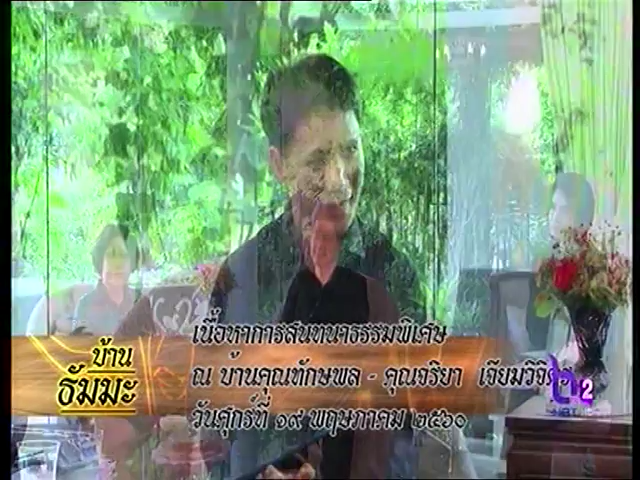 บ้าน
ธัมมะ
เนื้อหาการสนทนาธรรมพิเศษ
ณ บ้านคุณทักษพล - คุณจริยา เจียมวิจิ
วันศุกร์ที่ ๑๙ พฤษภาคม ๒๕๖๐
2